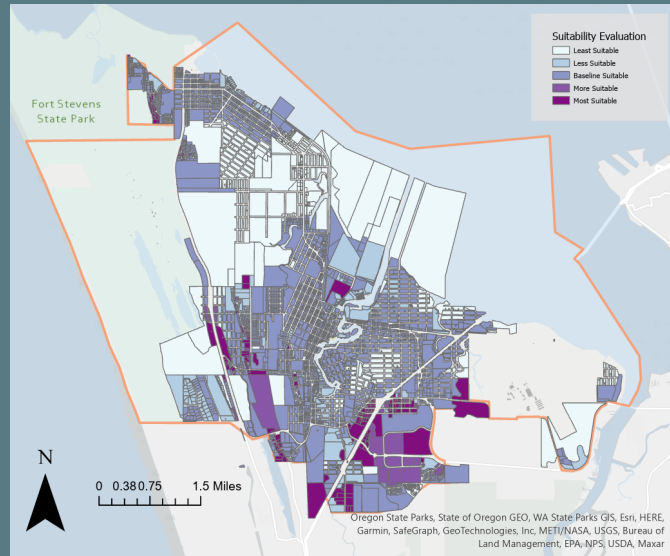 Suitability Evaluation
Least Suitable
Less Suitable
Baseline Suitable
More Suitable
Most Suitable
Fort Stevens
State Park
N
0 0.380.75 1.5 Miles
Oregon State Parks, State of Oregon GEO, WA State Parks GIS, Esri, HERE,
Garmin, SafeGraph, GeoTechnologies, Inc, METI/NASA, USGS, Bureau of
Land Management, EPA, NPS, USDA, Maxar